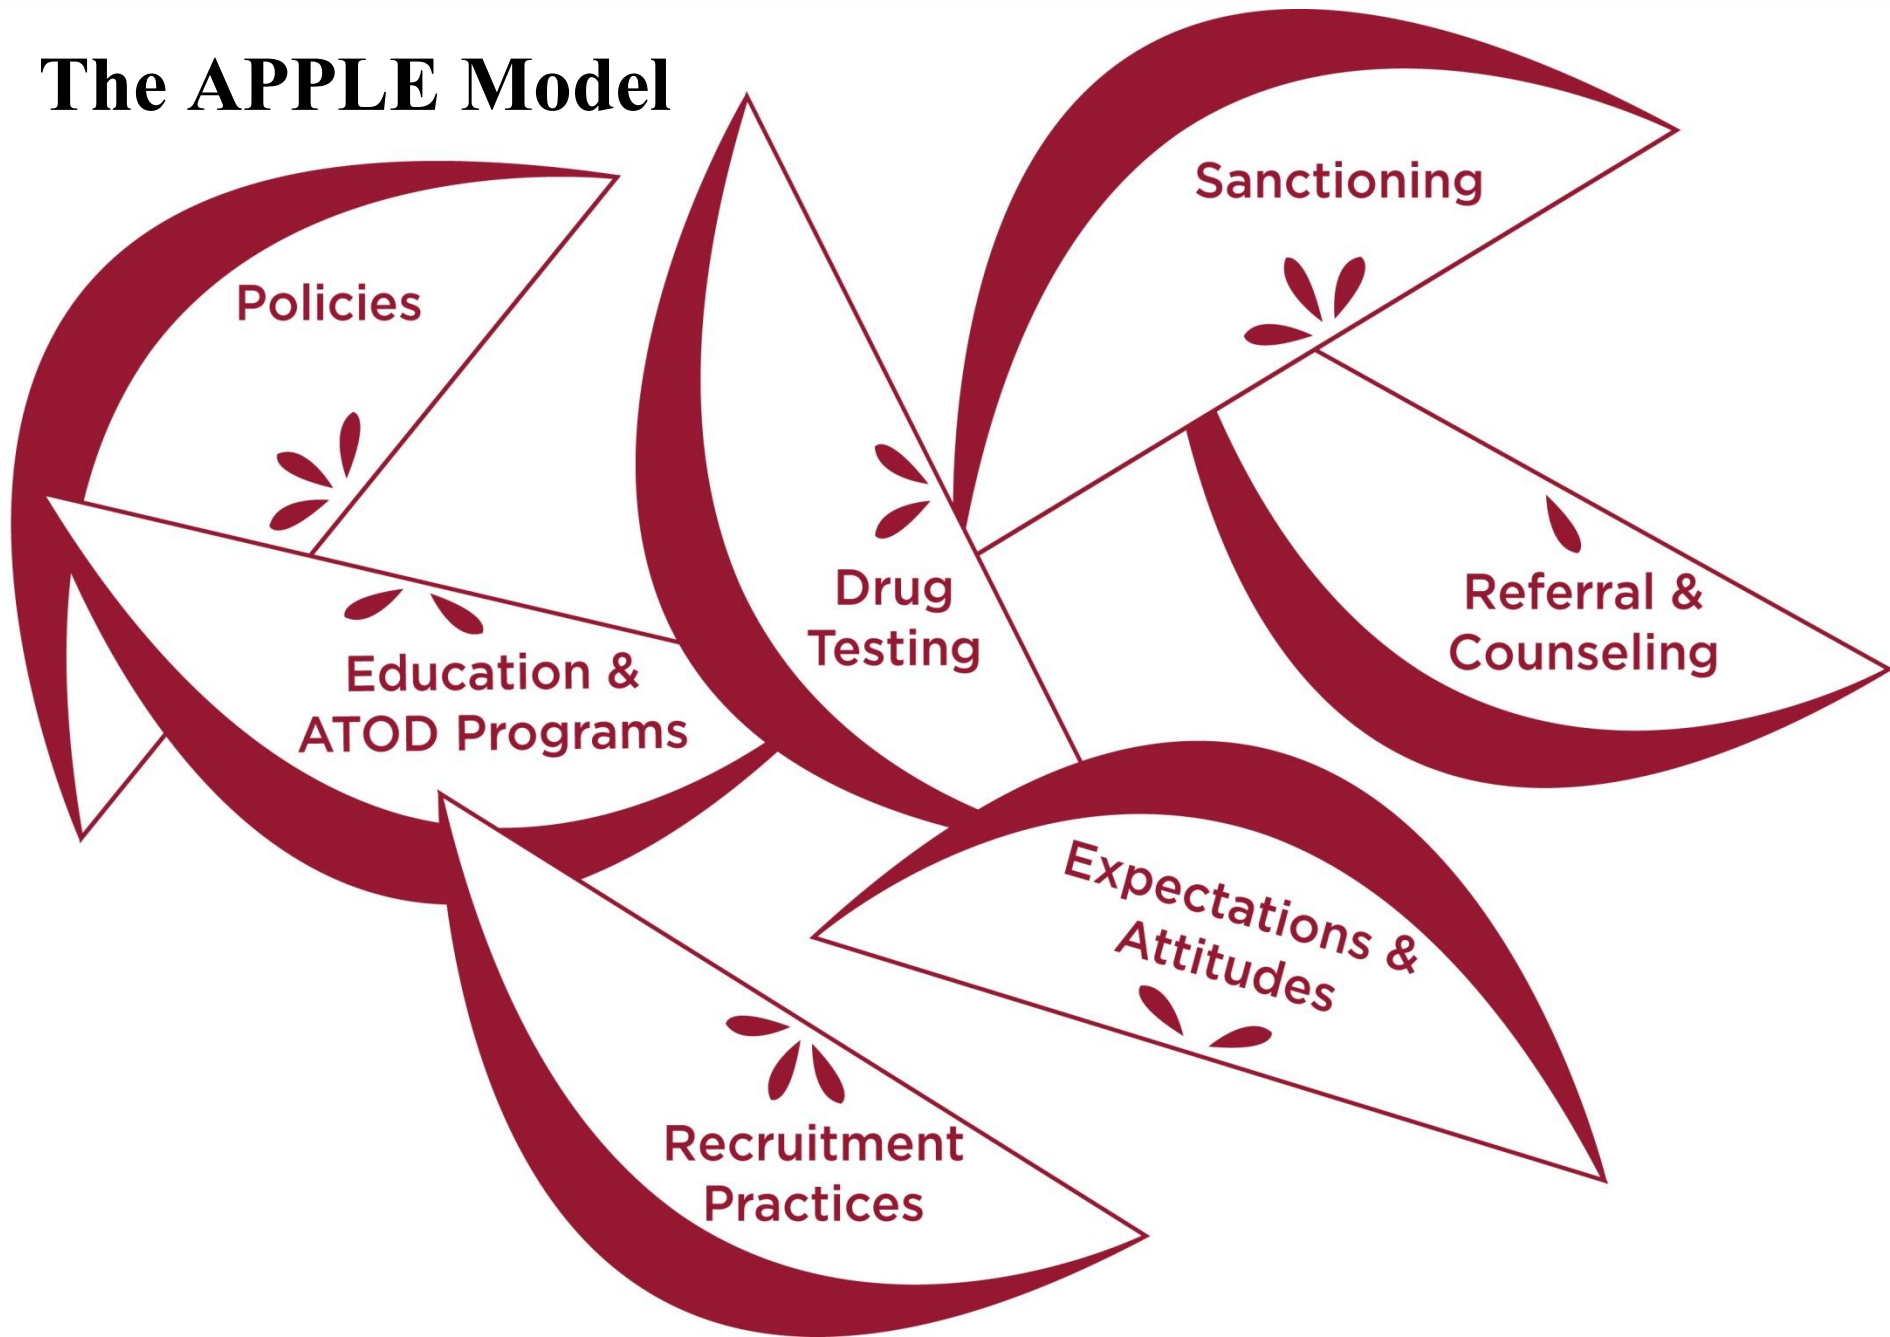 The APPLE Model
Sanctioning
Policies
Drug
Testing
Referral &
Counseling
Education &
ATOD Programs
Expectations &
Attitudes
Recruitment
Practices